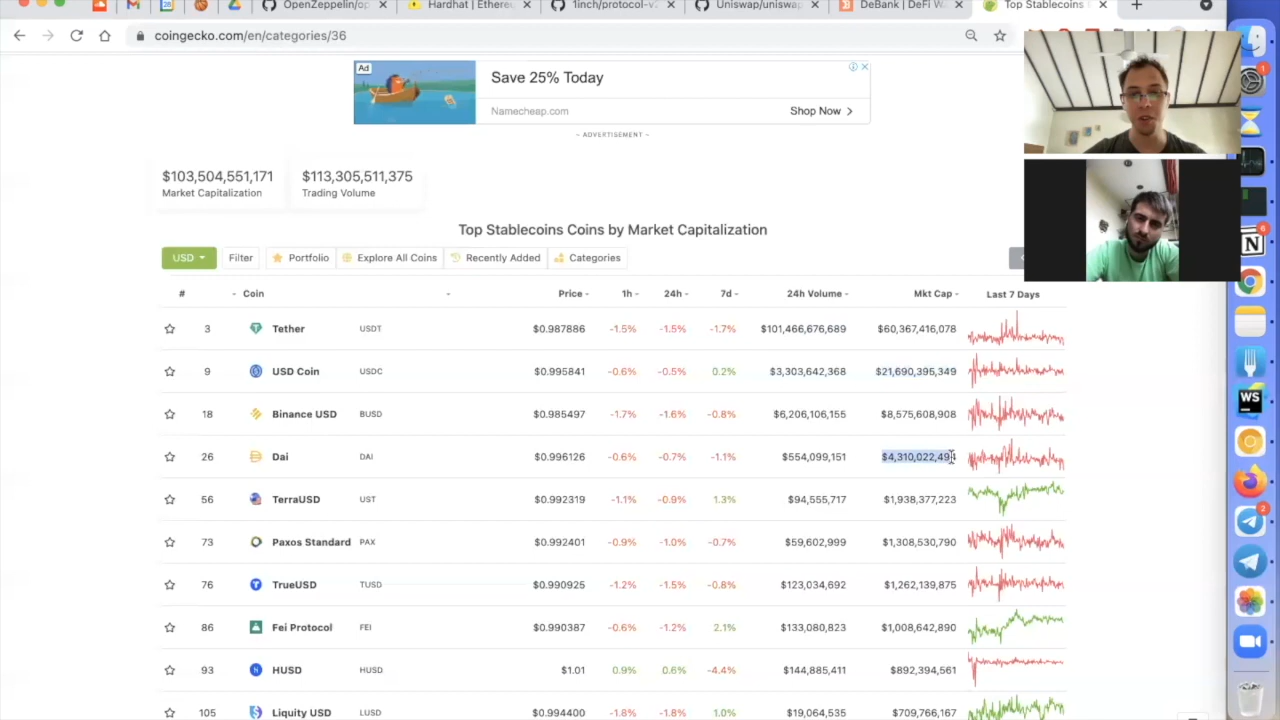 OpenZeppelin/op
Hardhat | Ethere
1inch/protocol-v2
Uniswap/uniswap
DeBank | DeFi W
Top Stablecoins
coingecko.com/en/categories/36
Ad
Save 25% Today
Namecheap.com
Shop Now
~ ADVERTISEMENT ~
$103,504,551,171
Market Capitalization
$113,305,511,375
Trading Volume
Top Stablecoins Coins by Market Capitalization
USD
Filter
Portfolio
Explore All Coins
Recently Added
Categories
# Coin Price 1h 24h 7d 24h Volume Mkt Cap Last 7 Days
3 Tether USDT $0.987886 -1.5% -1.5% -1.7% $101,466,676,689 $60,367,416,078
9 USD Coin USDC $0.995841 -0.6% -0.5% 0.2% $3,303,642,368 $21,690,395,349
18 Binance USD BUSD $0.985497 -1.7% -1.6% -0.8% $6,206,106,155 $8,575,608,908
26 Dai DAI $0.996126 -0.6% -0.7% -1.1% $554,099,151 $4,310,022,494
56 TerraUSD UST $0.992319 -1.1% -0.9% 1.3% $94,555,717 $1,938,377,223
73 Paxos Standard PAX $0.992401 -0.9% -1.0% -0.7% $59,602,999 $1,308,530,790
76 TrueUSD TUSD $0.990925 -1.2% -1.5% -0.8% $123,034,692 $1,262,139,875
86 Fei Protocol FEI $0.990387 -0.6% -1.2% 2.1% $133,080,823 $1,008,642,890
93 HUSD HUSD $1.01 0.9% 0.6% -4.4% $144,885,411 $892,394,561
105 Liquity USD LUSD $0.994400 -1.8% -1.8% 1.0% $19,064,535 $709,766,167
1
6
WS
2